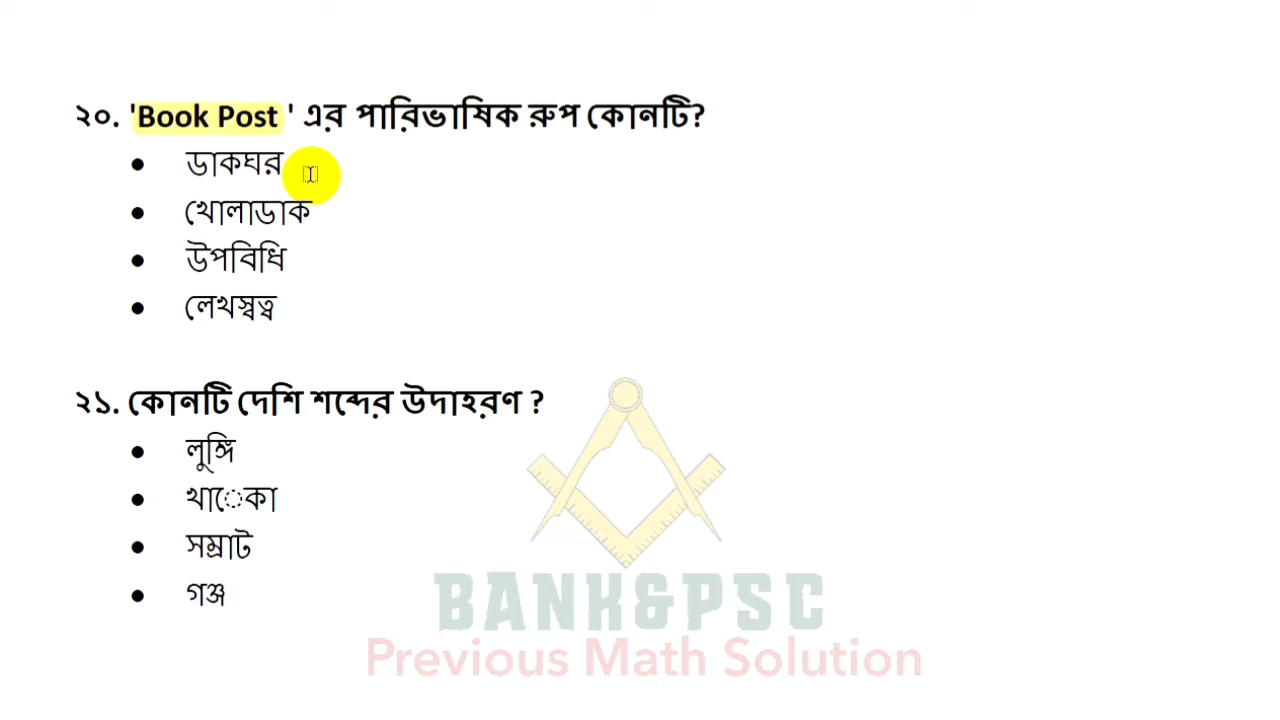 ২০. 'Book Post ' এর পারিভাষিক রুপ কোনটি?
• ডাকঘর
• খোলাডাক
• উপবিধি
• লেখস্বত্ব
২১. কোনটি দেশি শব্দের উদাহরণ ?
• লুঙ্গি
• খােকা
• সম্রাট
• গঞ্জ
BANK&PSC
Previous Math Solution